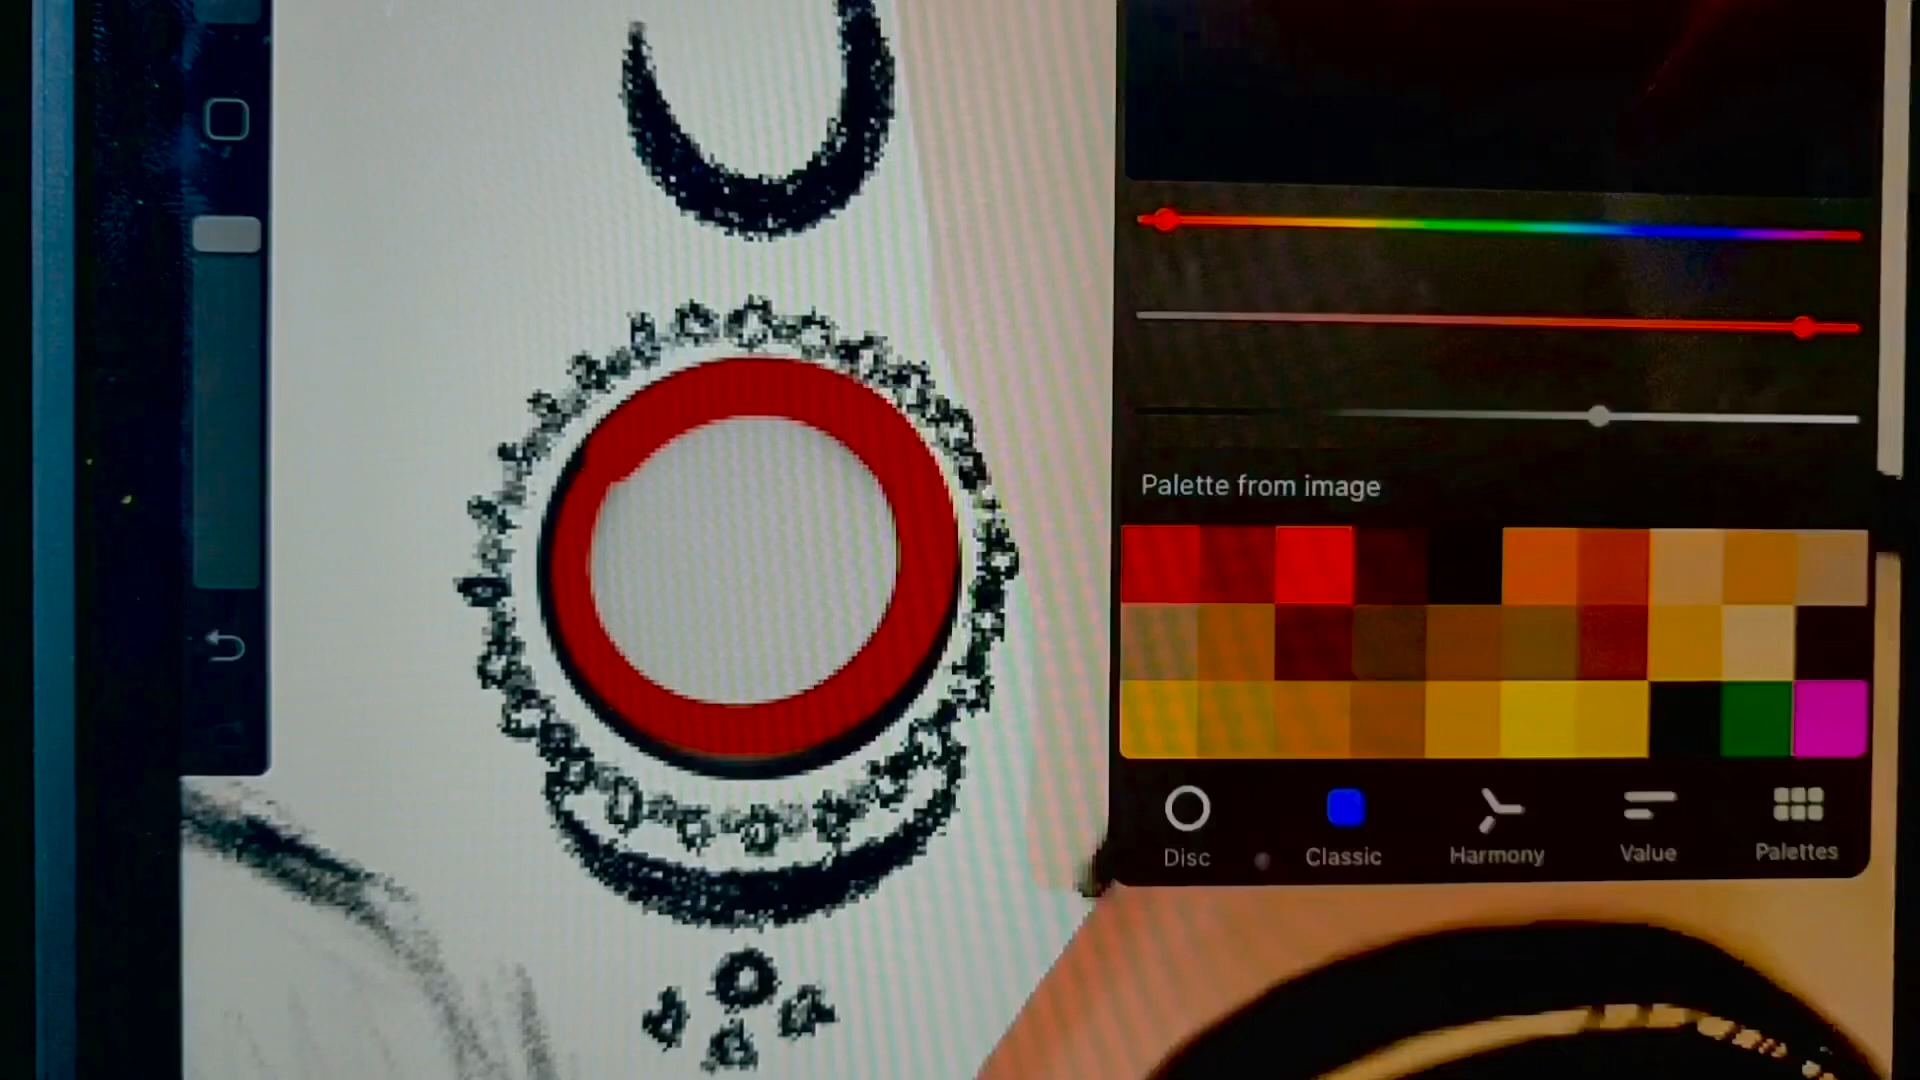 Palette from image
Disc
Classic
Harmony
Value
Palettes